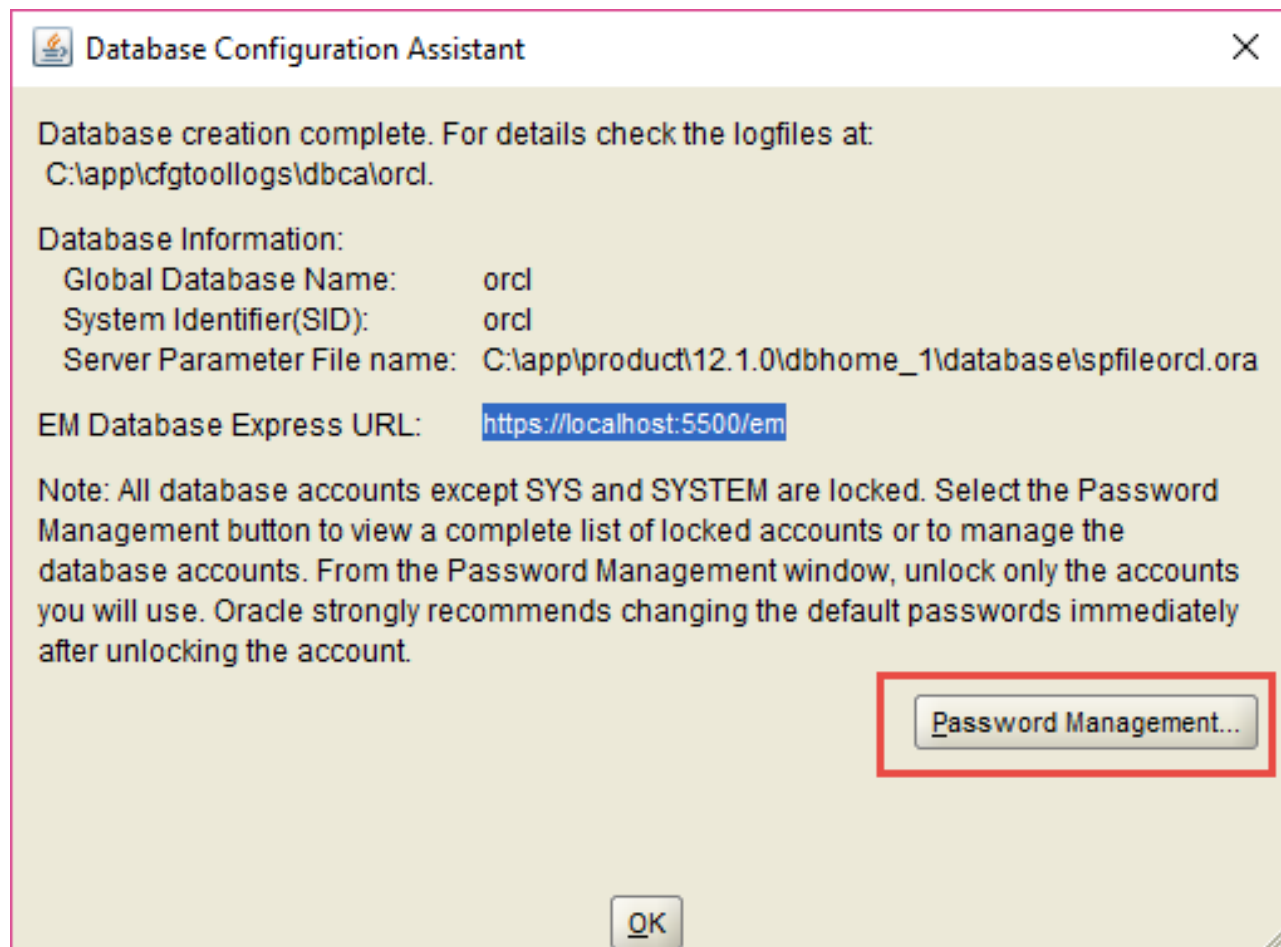 Database Configuration Assistant
Database creation complete. For details check the logfiles at:
C:\app\cfgtoollogs\dbca\orcl.
Database Information:
Global Database Name: orcl
System Identifier(SID): orcl
Server Parameter File name: C:\app\product\12.1.0\dbhome_1\database\spfileorcl.ora
EM Database Express URL: https://localhost:5500/em
Note: All database accounts except SYS and SYSTEM are locked. Select the Password
Management button to view a complete list of locked accounts or to manage the
database accounts. From the Password Management window, unlock only the accounts
you will use. Oracle strongly recommends changing the default passwords immediately
after unlocking the account.
Password Management...
OK